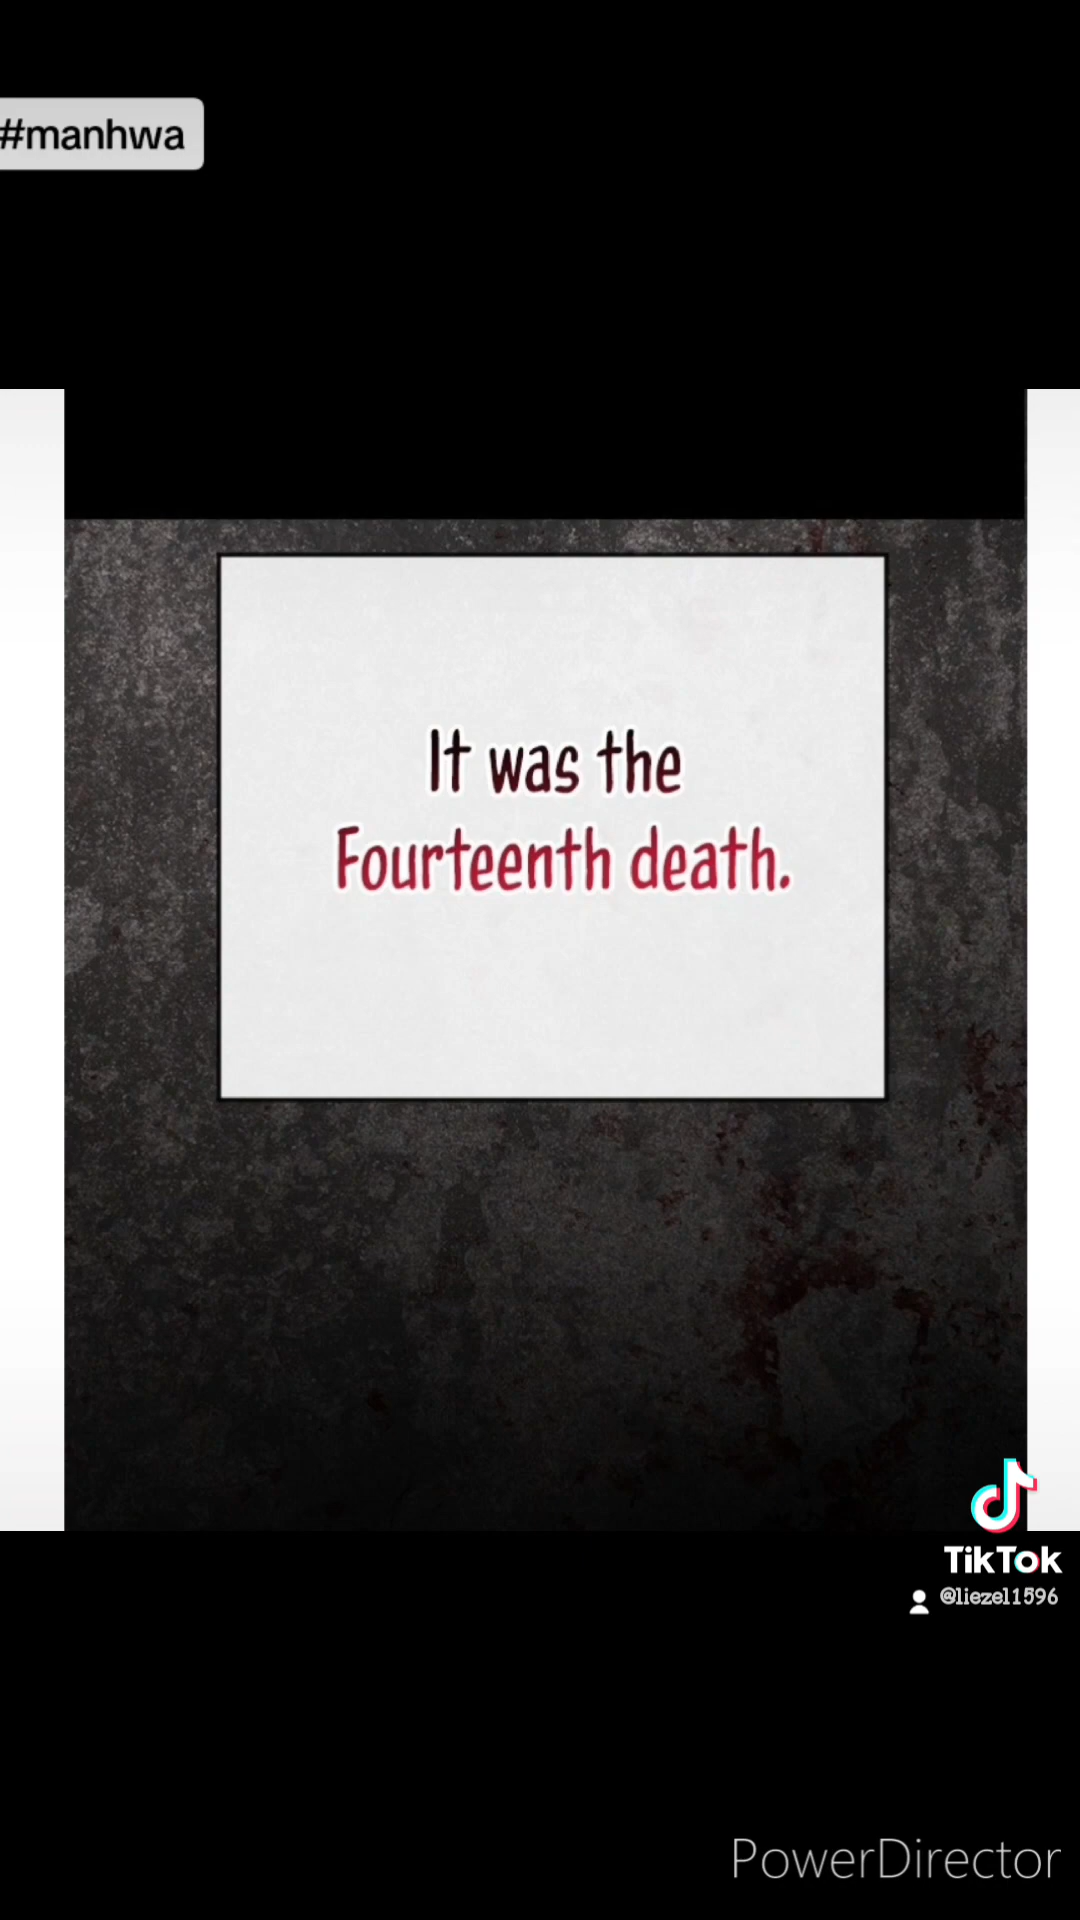 #manhwa
It was the
Fourteenth death.
TikTok
@liezel1596
PowerDirector